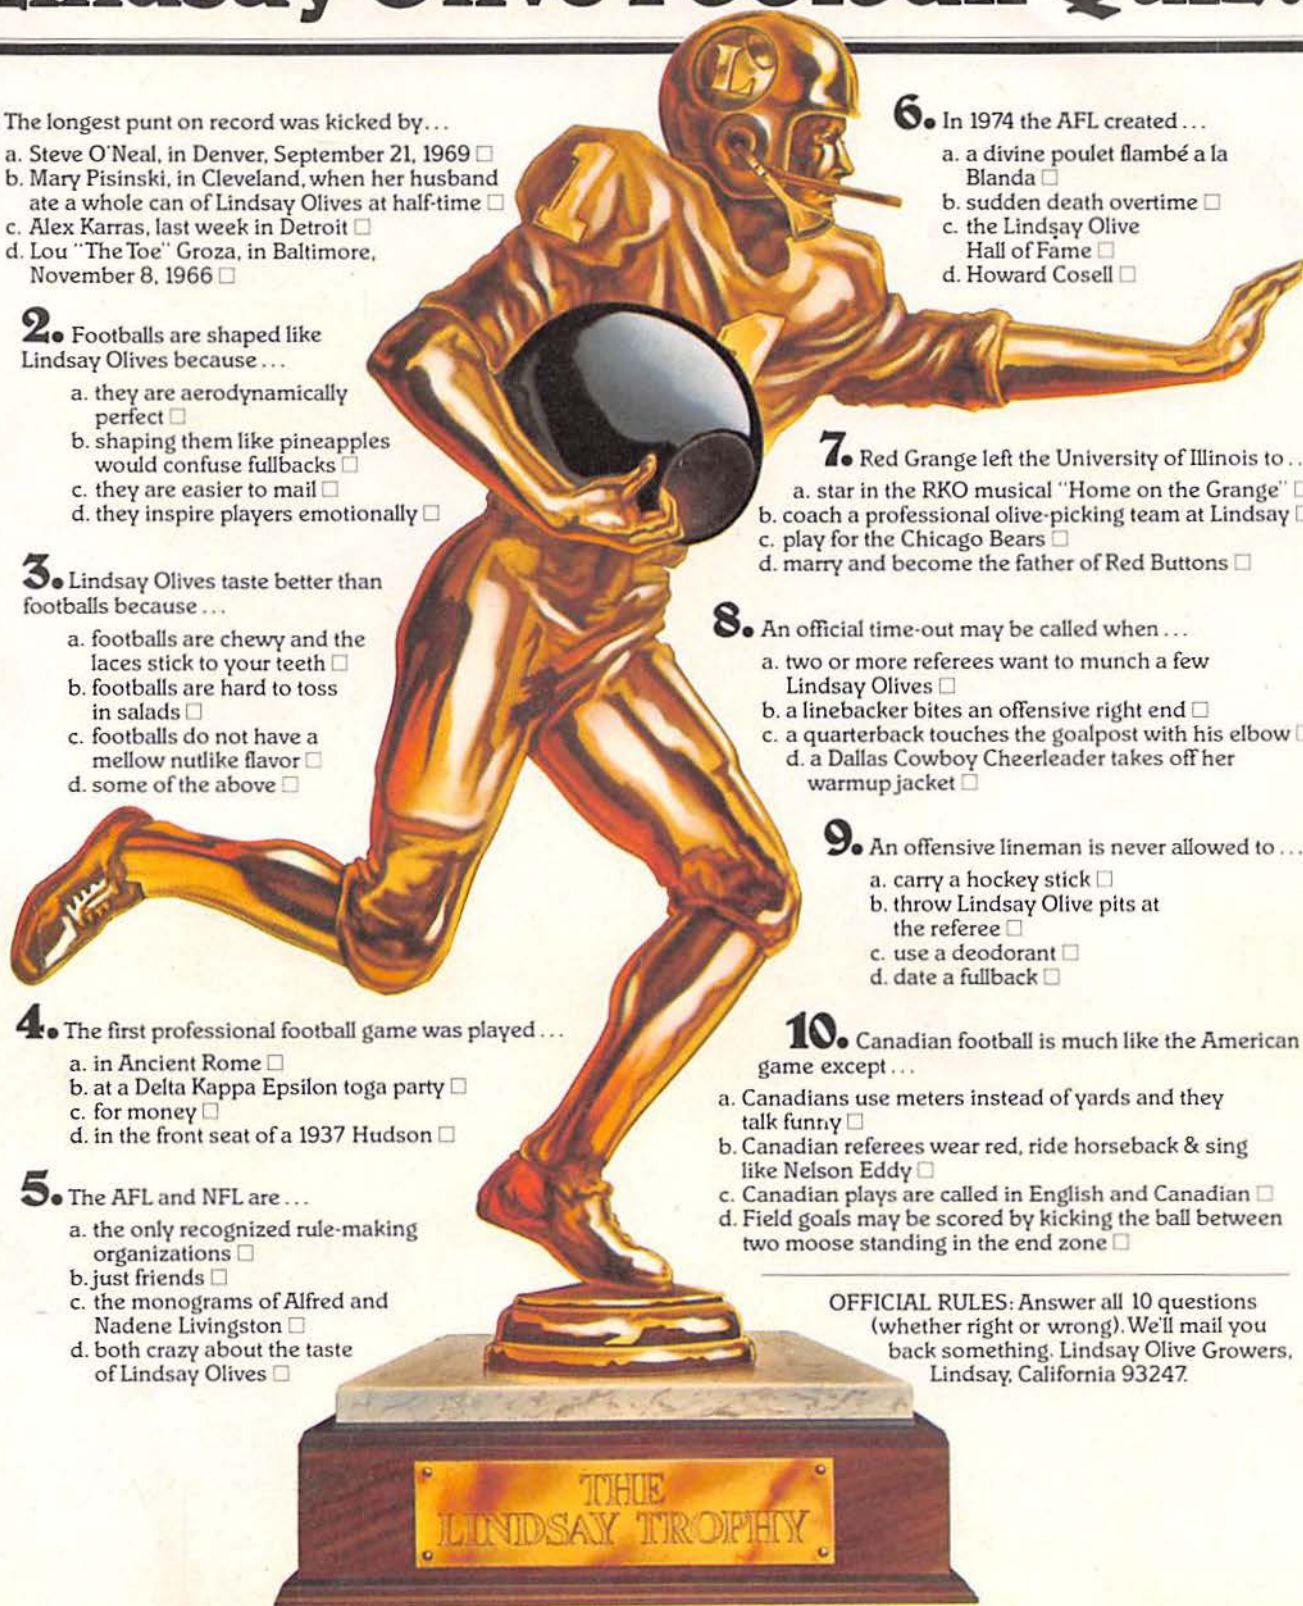 Lindsay Olive Football Quiz.
The longest punt on record was kicked by...
a. Steve O'Neal, in Denver, September 21, 1969 □
b. Mary Pisinski, in Cleveland, when her husband
ate a whole can of Lindsay Olives at half-time □
c. Alex Karras, last week in Detroit □
d. Lou "The Toe" Groza, in Baltimore,
November 8, 1966 □
2. Footballs are shaped like
Lindsay Olives because...
a. they are aerodynamically
perfect □
b. shaping them like pineapples
would confuse fullbacks □
c. they are easier to mail □
d. they inspire players emotionally □
3. Lindsay Olives taste better than
footballs because...
a. footballs are chewy and the
laces stick to your teeth □
b. footballs are hard to toss
in salads □
c. footballs do not have a
mellow nutlike flavor □
d. some of the above □
4. The first professional football game was played...
a. in Ancient Rome □
b. at a Delta Kappa Epsilon toga party □
c. for money □
d. in the front seat of a 1937 Hudson □
5. The AFL and NFL are...
a. the only recognized rule-making
organizations □
b. just friends □
c. the monograms of Alfred and
Nadene Livingston □
d. both crazy about the taste
of Lindsay Olives □
6. In 1974 the AFL created...
a. a divine poulet flambé a la
Blanda □
b. sudden death overtime □
c. the Lindsay Olive
Hall of Fame □
d. Howard Cosell □
7. Red Grange left the University of Illinois to...
a. star in the RKO musical "Home on the Grange" □
b. coach a professional olive-picking team at Lindsay □
c. play for the Chicago Bears □
d. marry and become the father of Red Buttons □
8. An official time-out may be called when...
a. two or more referees want to munch a few
Lindsay Olives □
b. a linebacker bites an offensive right end □
c. a quarterback touches the goalpost with his elbow □
d. a Dallas Cowboy Cheerleader takes off her
warmup jacket □
9. An offensive lineman is never allowed to...
a. carry a hockey stick □
b. throw Lindsay Olive pits at
the referee □
c. use a deodorant □
d. date a fullback □
10. Canadian football is much like the American
game except...
a. Canadians use meters instead of yards and they
talk funny □
b. Canadian referees wear red, ride horseback & sing
like Nelson Eddy □
c. Canadian plays are called in English and Canadian □
d. Field goals may be scored by kicking the ball between
two moose standing in the end zone □
OFFICIAL RULES: Answer all 10 questions
(whether right or wrong). We'll mail you
back something. Lindsay Olive Growers,
Lindsay, California 93247.
L
1
THE
LINDSAY TROPHY